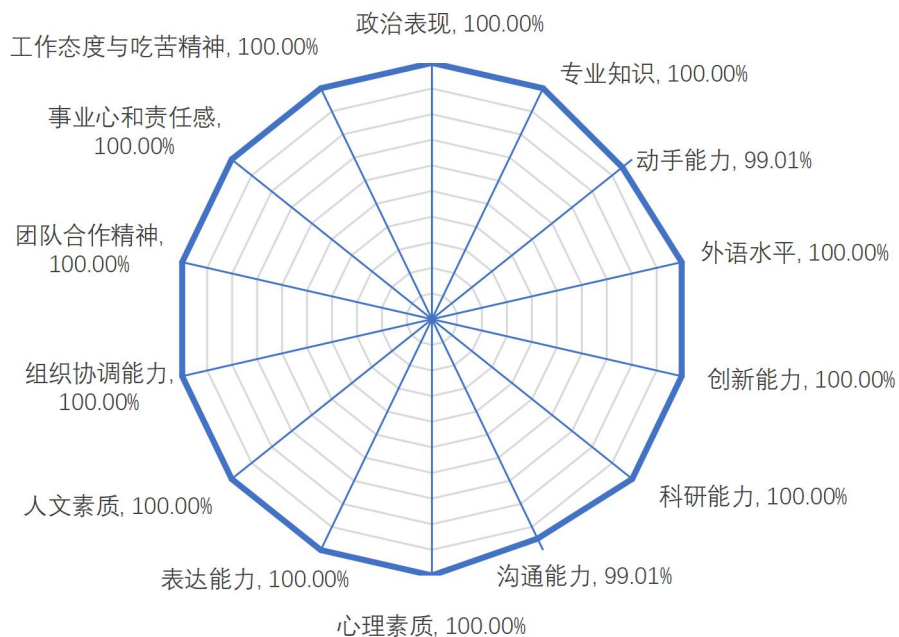 政治表现, 100.00%
专业知识, 100.00%
动手能力, 99.01%
外语水平, 100.00%
创新能力, 100.00%
科研能力, 100.00%
沟通能力, 99.01%
心理素质, 100.00%
表达能力, 100.00%
人文素质, 100.00%
组织协调能力,
100.00%
团队合作精神,
100.00%
事业心和责任感,
100.00%
工作态度与吃苦精神, 100.00%